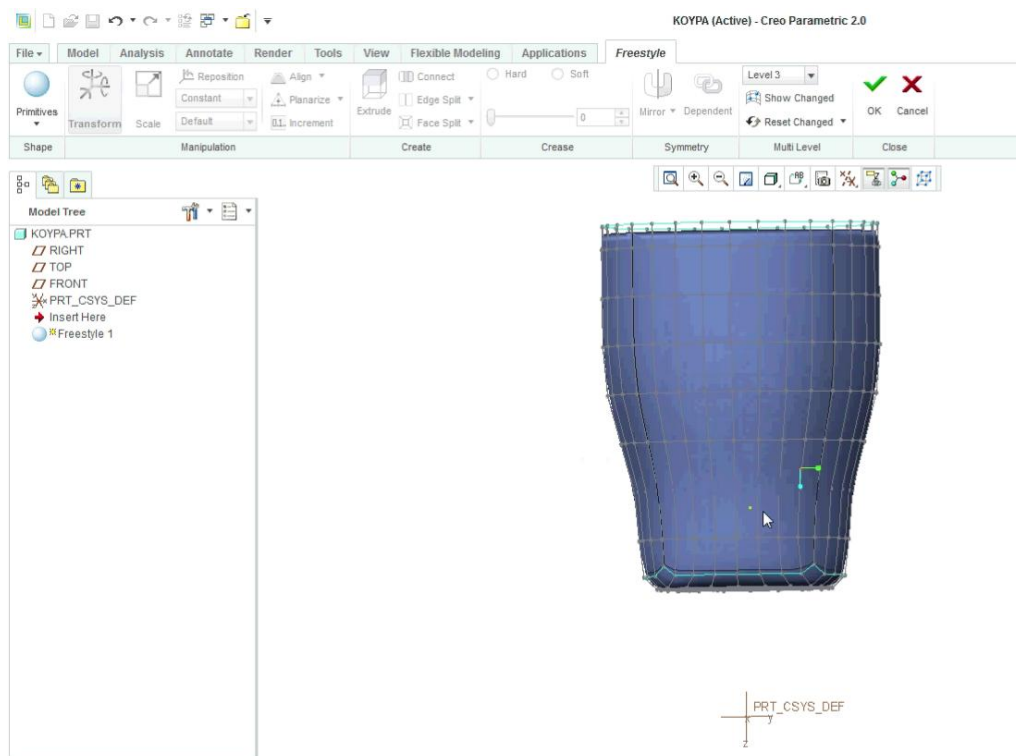 KOYPA (Active) - Creo Parametric 2.0
File Model Analysis Annotate Render Tools View Flexible Modeling Applications Freestyle
Primitives
Transform
Scale
Reposition
Constant
Default
Align
Planarize
0.1.. Increment
Extrude
Connect
Edge Split
Face Split
Hard Soft
0
Mirror
Dependent
Level 3
Show Changed
Reset Changed
OK
Cancel
Shape Manipulation Create Crease Symmetry Multi Level Close
Model Tree
KOYPA.PRT
RIGHT
TOP
FRONT
PRT_CSYS_DEF
Insert Here
Freestyle 1
PRT_CSYS_DEF
x y
z